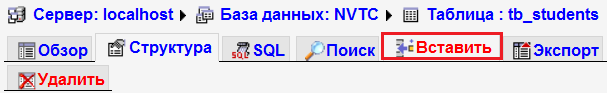 Сервер: localhost ▸ База данных: NVTC ▸ Таблица : tb_students
Обзор Структура SQL Поиск Вставить Экспорт
Удалить